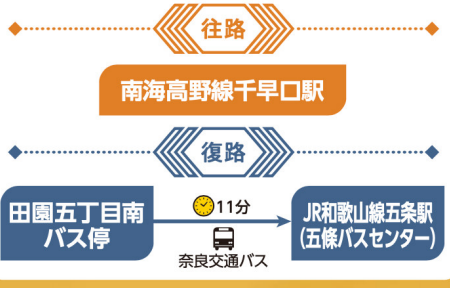 往路
南海高野線千早口駅
復路
田園五丁目南
バス停
11分
奈良交通バス
JR和歌山線五条駅
(五條バスセンター)